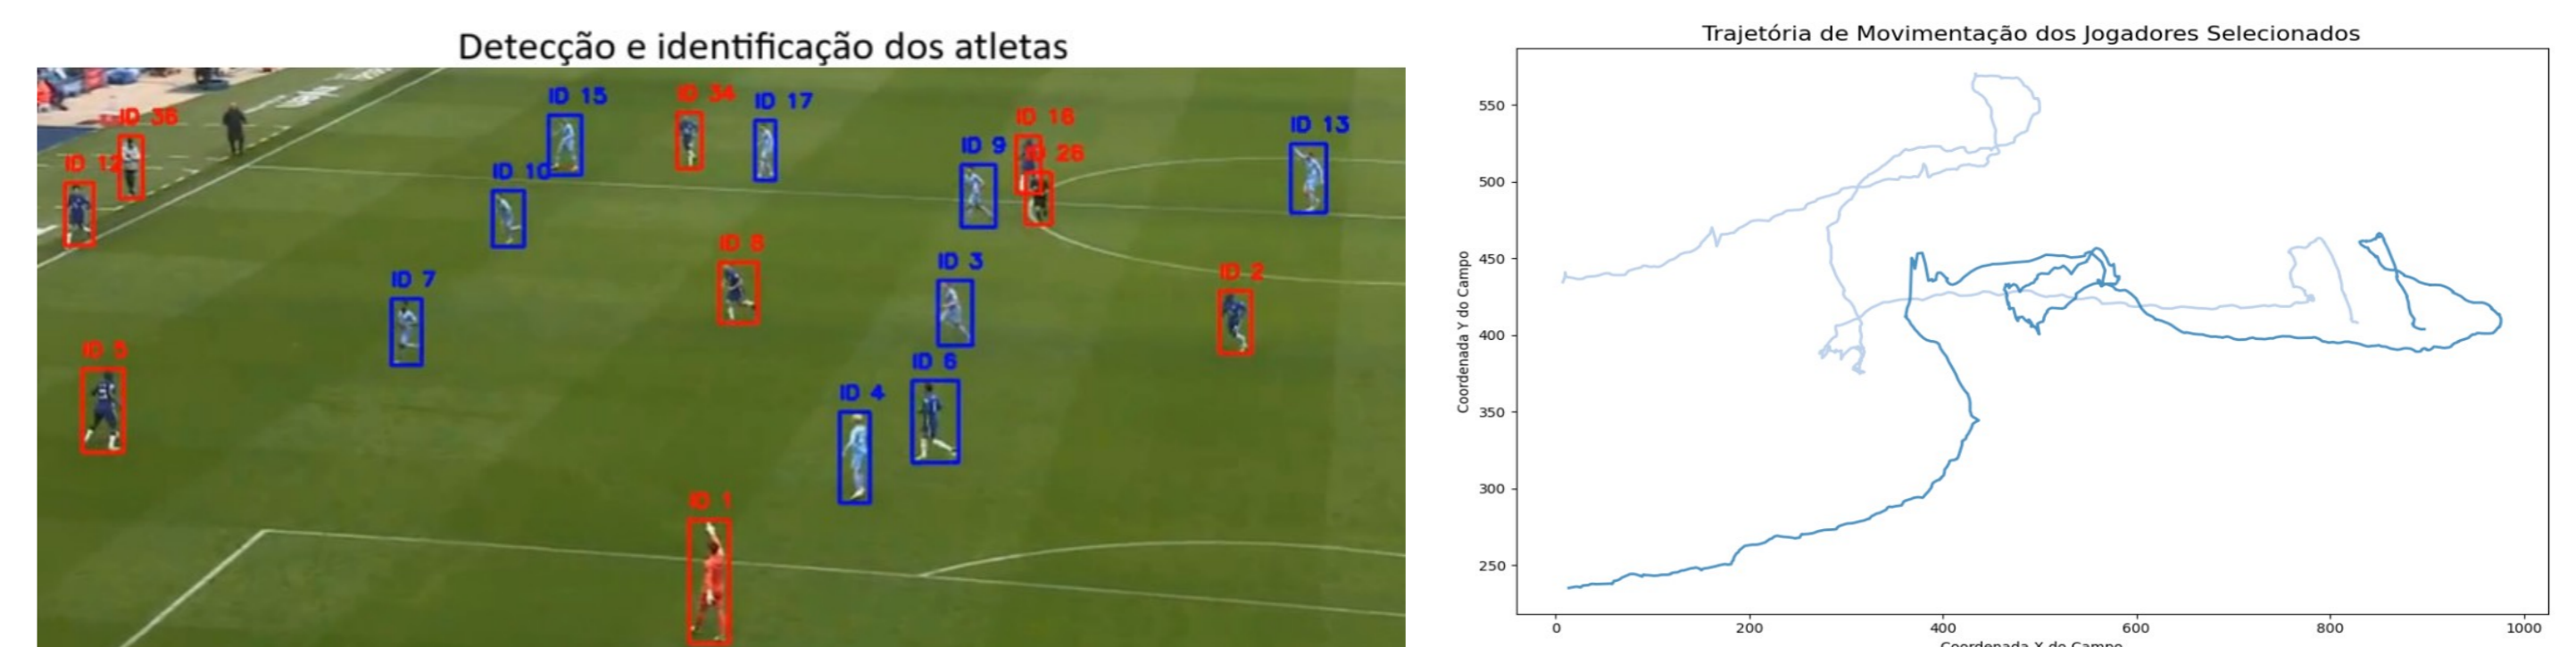 Detecção e identificação dos atletas
ID 36
ID 12
ID 15
ID 34
ID 17
ID 10
ID 9
ID 16
ID 26
ID 13
ID 7
ID 8
ID 3
ID 2
ID 5
ID 6
ID 4
ID 1
Trajetória de Movimentação dos Jogadores Selecionados
Coordenada Y do Campo
550
500
450
400
350
300
250
0 200 400 600 800 1000
Coordenada X do Campo